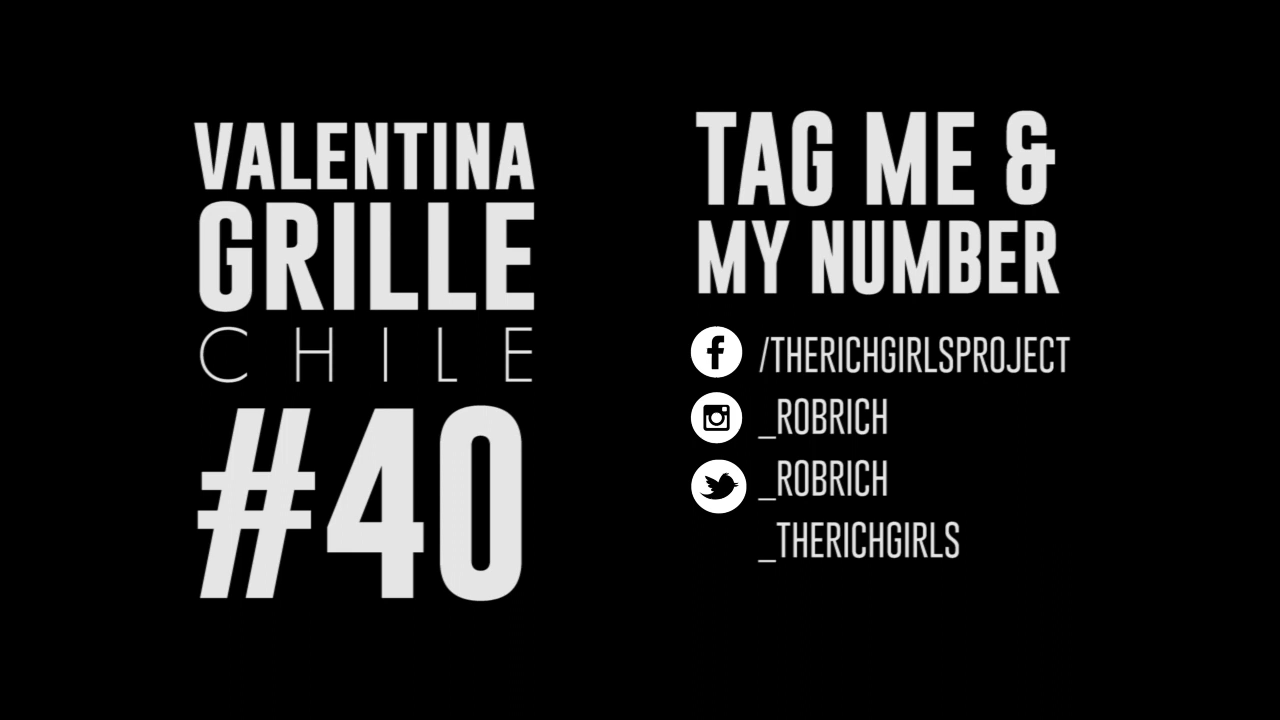 VALENTINA
GRILLE
CHILE
#40
TAG ME &
MY NUMBER
/THERICHGIRLSPROJECT
_ROBRICH
_ROBRICH
_THERICHGIRLS